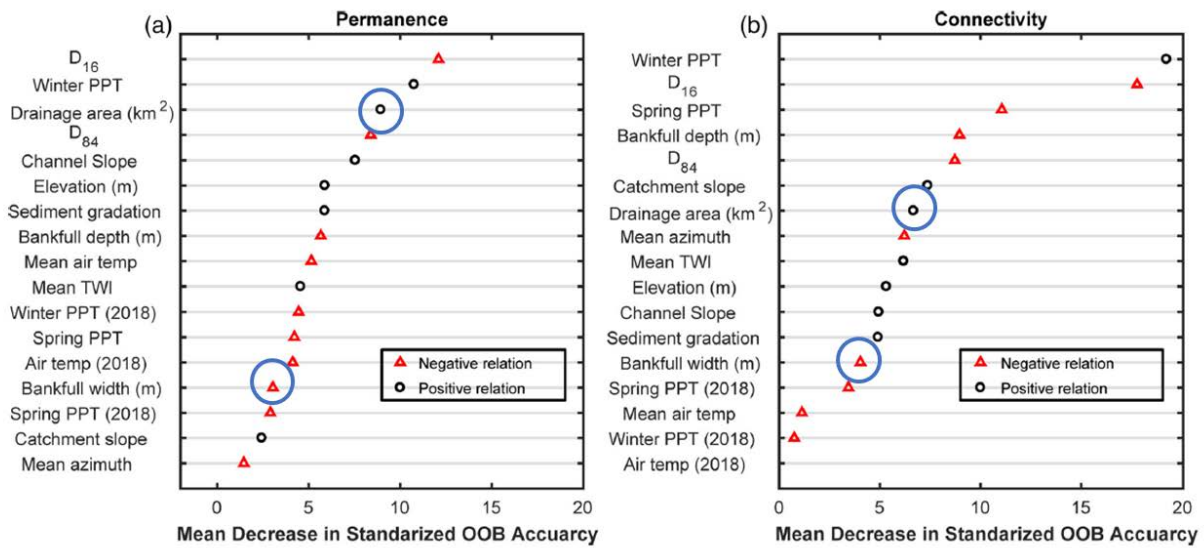 (a)
Permanence
D16
Winter PPT
Drainage area (km2)
D84
Channel Slope
Elevation (m)
Sediment gradation
Bankfull depth (m)
Mean air temp
Mean TWI
Winter PPT (2018)
Spring PPT
Air temp (2018)
Bankfull width (m)
Spring PPT (2018)
Catchment slope
Mean azimuth
Negative relation
Positive relation
0 5 10 15 20
Mean Decrease in Standarized OOB Accuarcy
(b)
Connectivity
Winter PPT
D16
Spring PPT
Bankfull depth (m)
D84
Catchment slope
Drainage area (km2)
Mean azimuth
Mean TWI
Elevation (m)
Channel Slope
Sediment gradation
Bankfull width (m)
Spring PPT (2018)
Mean air temp
Winter PPT (2018)
Air temp (2018)
Negative relation
Positive relation
0 5 10 15 20
Mean Decrease in Standarized OOB Accuarcy